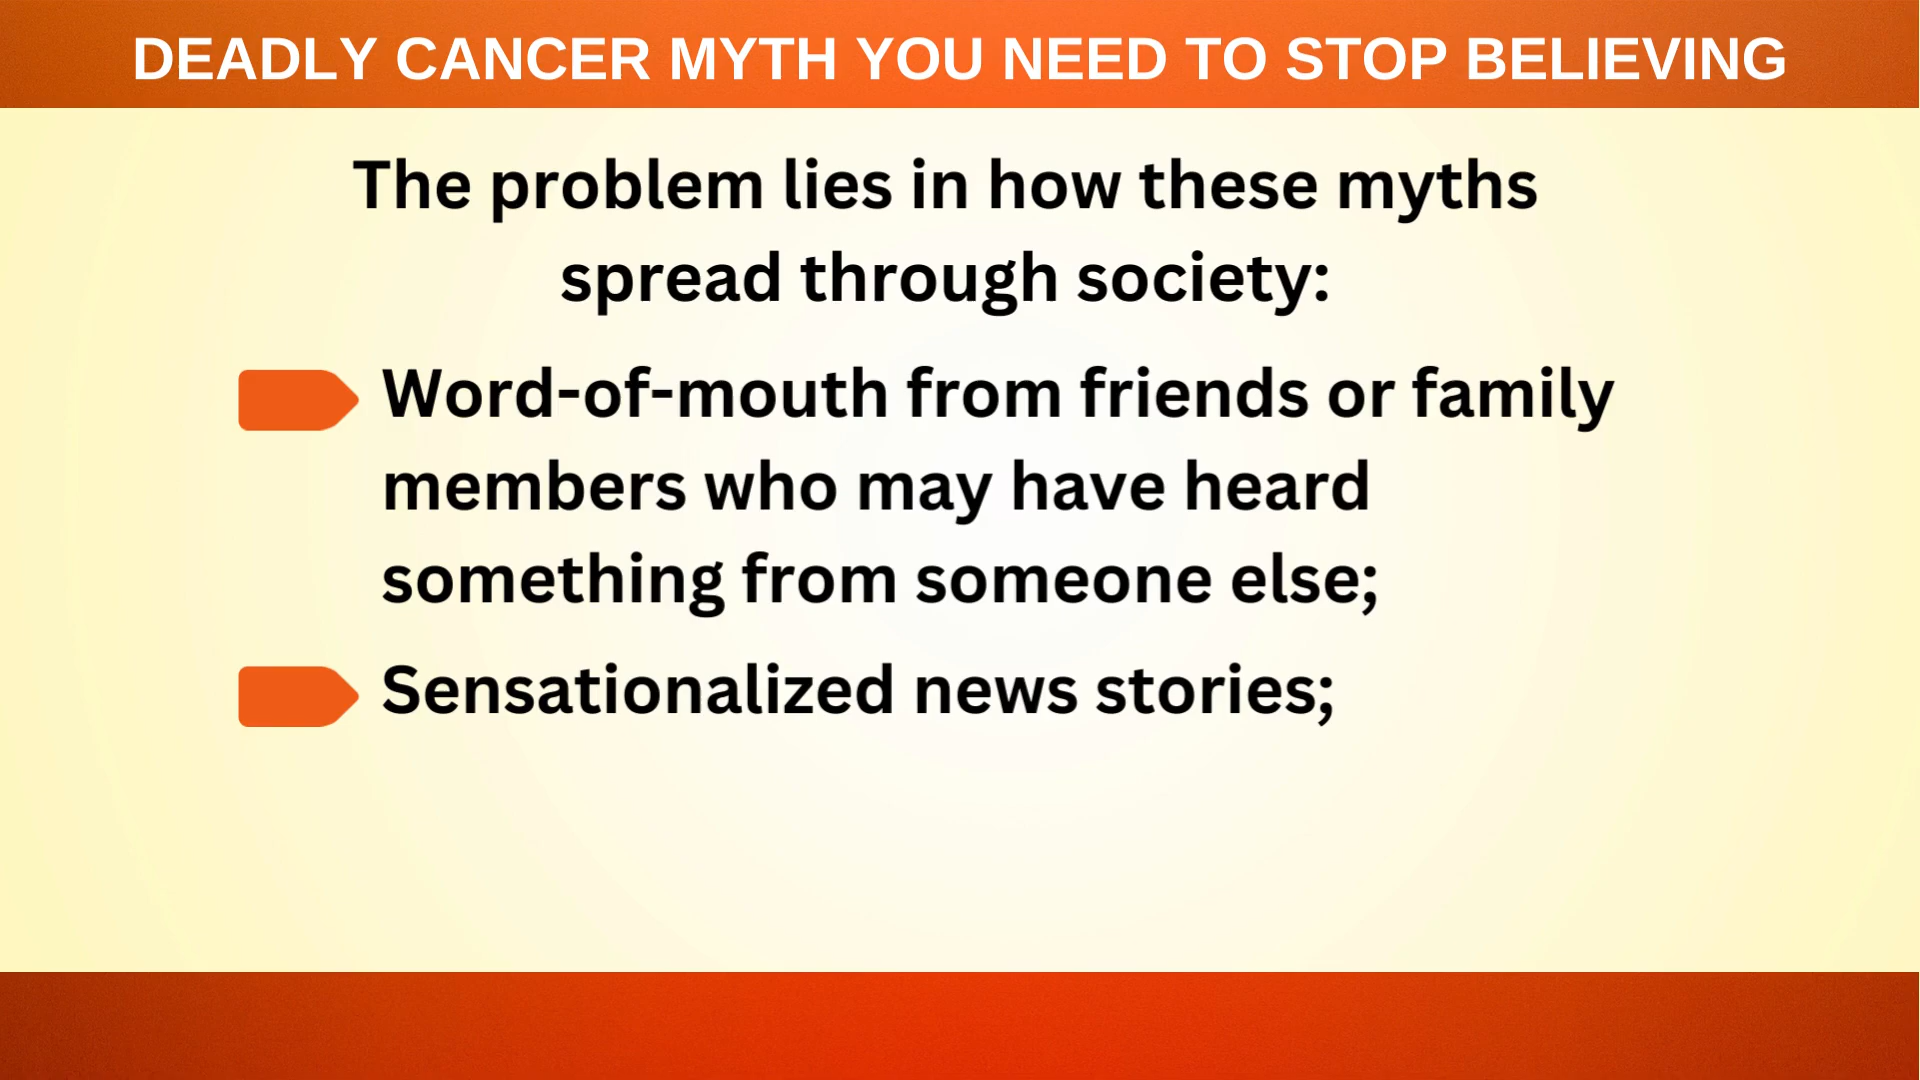 DEADLY CANCER MYTH YOU NEED TO STOP BELIEVING
The problem lies in how these myths
spread through society:
Word-of-mouth from friends or family
members who may have heard
something from someone else;
Sensationalized news stories;